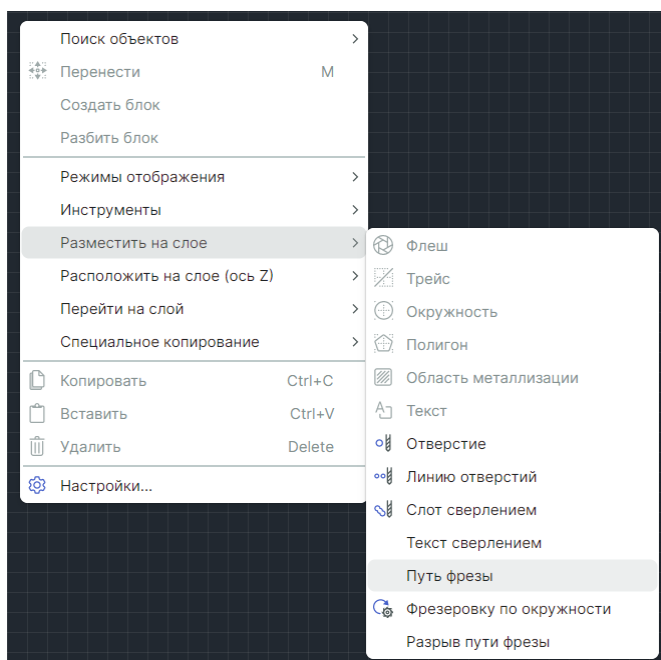 Поиск объектов
Перенести M
Создать блок
Разбить блок
Режимы отображения
Инструменты
Разместить на слое
Расположить на слое (ось Z)
Перейти на слой
Специальное копирование
Копировать Ctrl+C
Вставить Ctrl+V
Удалить Delete
Настройки...
Флеш
Трейс
Окружность
Полигон
Область металлизации
Текст
Отверстие
Линию отверстий
Слот сверлением
Текст сверлением
Путь фрезы
Фрезеровку по окружности
Разрыв пути фрезы